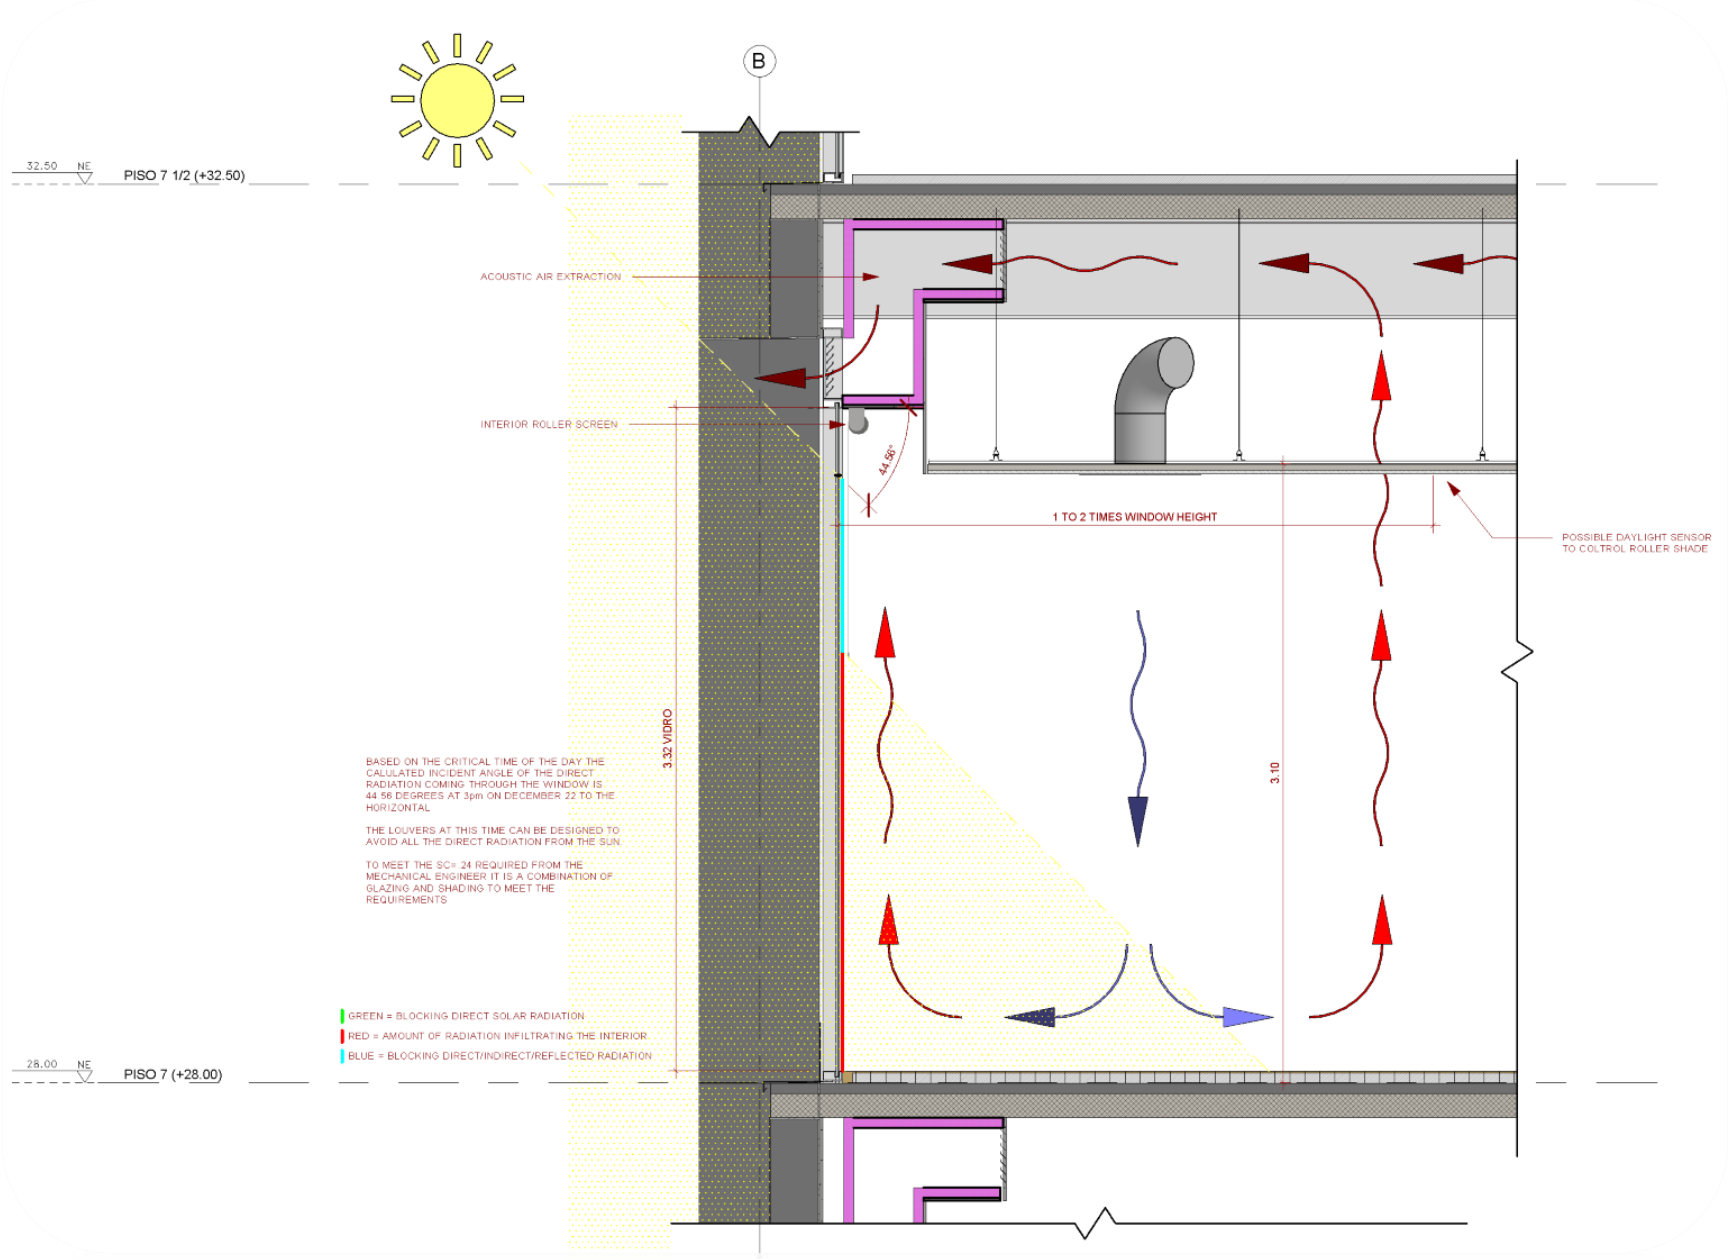 B
32.50 NE
PISO 7 1/2 (+32.50)
ACOUSTIC AIR EXTRACTION
INTERIOR ROLLER SCREEN
44.56°
1 TO 2 TIMES WINDOW HEIGHT
POSSIBLE DAYLIGHT SENSOR
TO COLTROL ROLLER SHADE
3.32 VIDRO
3.10
BASED ON THE CRITICAL TIME OF THE DAY THE
CALULATED INCIDENT ANGLE OF THE DIRECT
RADIATION COMING THROUGH THE WINDOW IS
44.56 DEGREES AT 3pm ON DECEMBER 22 TO THE
HORIZONTAL
THE LOUVERS AT THIS TIME CAN BE DESIGNED TO
AVOID ALL THE DIRECT RADIATION FROM THE SUN.
TO MEET THE SC= .24 REQUIRED FROM THE
MECHANICAL ENGINEER IT IS A COMBINATION OF
GLAZING AND SHADING TO MEET THE
REQUIREMENTS
GREEN = BLOCKING DIRECT SOLAR RADIATION
RED = AMOUNT OF RADIATION INFILTRATING THE INTERIOR
BLUE = BLOCKING DIRECT/INDIRECT/REFLECTED RADIATION
28.00 NE
PISO 7 (+28.00)